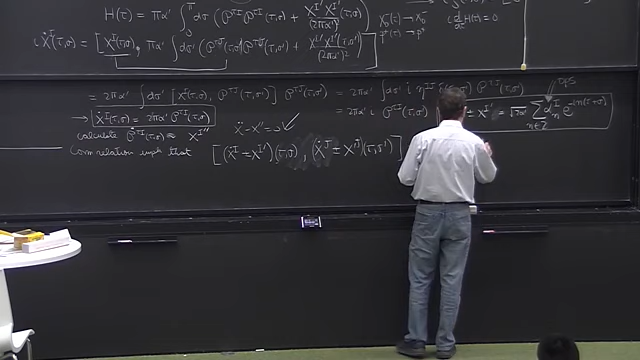 H(τ) = πα' ∫₀^π dσ (𝒫^{τI} 𝒫^{τI} + X^{I'} X^{I'} / (2πα')² (τ,σ)
x₀⁻(τ) → x₀⁻
p⁺(τ) → p⁺
i d/dτ H(τ) = 0
i Ẋ^I(τ,σ) = [X^I(τ,σ), πα' ∫dσ' (𝒫^{τJ}(τ,σ') 𝒫^{τJ}(τ,σ') + X^{J'} X^{J'}(τ,σ') / (2πα')²]
= 2πα' ∫dσ' [X^I(τ,σ), 𝒫^{τJ}(τ,σ')] 𝒫^{τJ}(τ,σ') = 2πα' ∫dσ' i η^{IJ} 𝒫^{τJ}(τ,σ')
→ Ẋ^I(τ,σ) = 2πα' 𝒫^{τI}(τ,σ) = 2πα' i 𝒫^{τI}(τ,σ)
ops
± X^{I'} = √2α' Σ_{n∈Z} α_n^I e^{-in(τ±σ)}
calculate 𝒫̇^{τI}(τ,σ) ≈ X^{I''}
Ẍ - X'' = 0 ✓
Commutation relation imply that [(Ẋ^I ± X^{I'})(τ,σ), (Ẋ^J ± X^{J'})(τ,σ')]